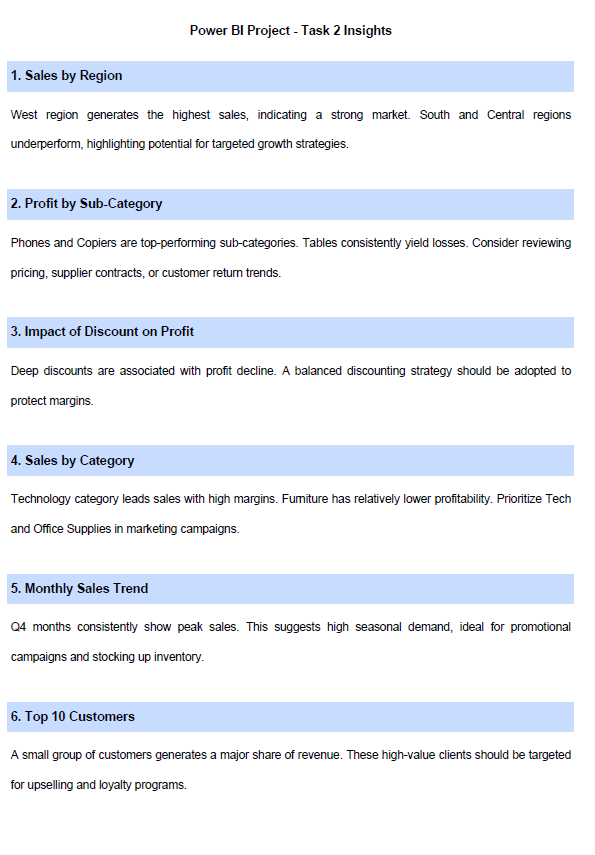 Power BI Project - Task 2 Insights
1. Sales by Region
West region generates the highest sales, indicating a strong market. South and Central regions
underperform, highlighting potential for targeted growth strategies.
2. Profit by Sub-Category
Phones and Copiers are top-performing sub-categories. Tables consistently yield losses. Consider reviewing
pricing, supplier contracts, or customer return trends.
3. Impact of Discount on Profit
Deep discounts are associated with profit decline. A balanced discounting strategy should be adopted to
protect margins.
4. Sales by Category
Technology category leads sales with high margins. Furniture has relatively lower profitability. Prioritize Tech
and Office Supplies in marketing campaigns.
5. Monthly Sales Trend
Q4 months consistently show peak sales. This suggests high seasonal demand, ideal for promotional
campaigns and stocking up inventory.
6. Top 10 Customers
A small group of customers generates a major share of revenue. These high-value clients should be targeted
for upselling and loyalty programs.